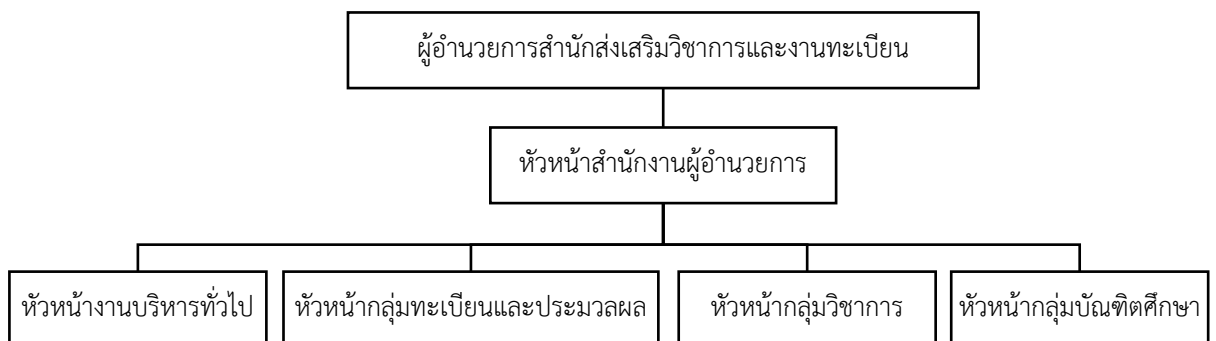 ผู้อำนวยการสำนักส่งเสริมวิชาการและงานทะเบียน
หัวหน้าสำนักงานผู้อำนวยการ
หัวหน้างานบริหารทั่วไป
หัวหน้ากลุ่มทะเบียนและประมวลผล
หัวหน้ากลุ่มวิชาการ
หัวหน้ากลุ่มบัณฑิตศึกษา